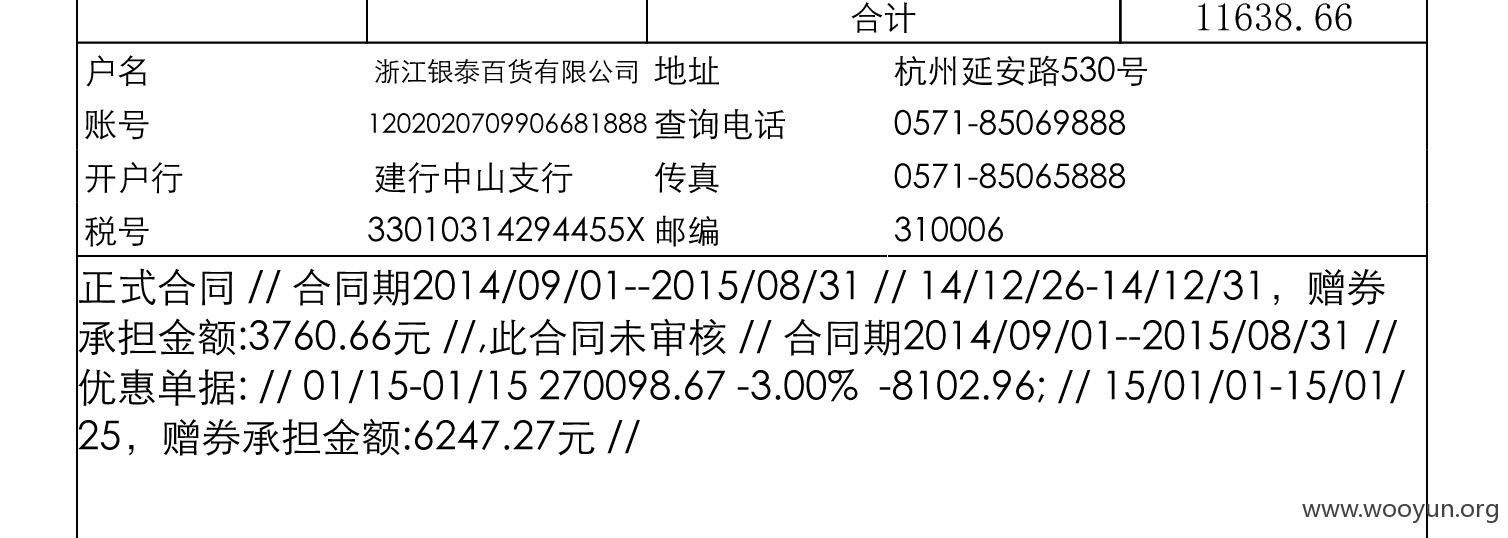 合计 11638.66
户名 浙江银泰百货有限公司 地址 杭州延安路530号
账号 1202020709906681888 查询电话 0571-85069888
开户行 建行中山支行 传真 0571-85065888
税号 33010314294455X 邮编 310006
正式合同 // 合同期2014/09/01--2015/08/31 // 14/12/26-14/12/31，赠券
承担金额:3760.66元 //,此合同未审核 // 合同期2014/09/01--2015/08/31 //
优惠单据: // 01/15-01/15 270098.67 -3.00% -8102.96; // 15/01/01-15/01/
25，赠券承担金额:6247.27元 //
www.wooyun.org